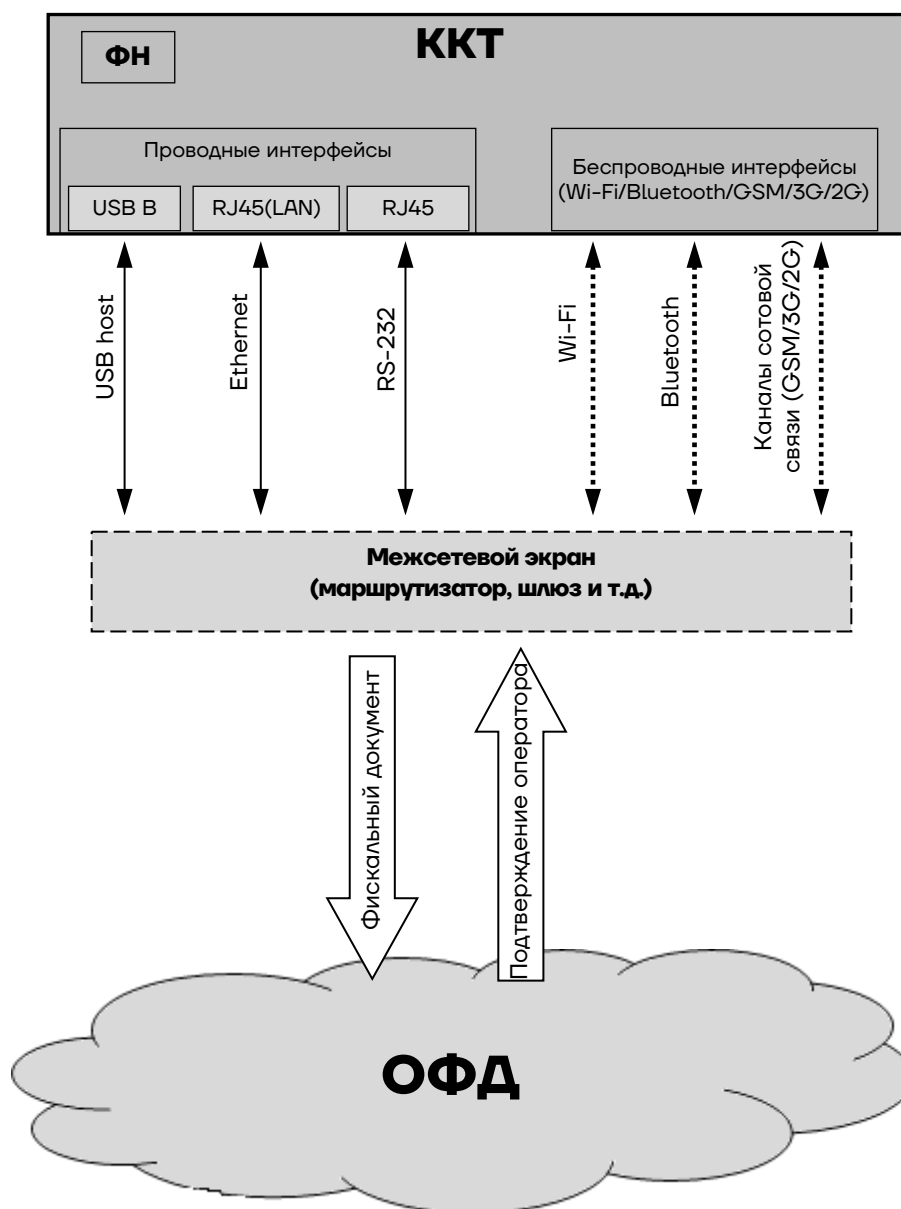 ФН
ККТ
Проводные интерфейсы
USB B
RJ45(LAN)
RJ45
Беспроводные интерфейсы
(Wi-Fi/Bluetooth/GSM/3G/2G)
USB host
Ethernet
RS-232
Wi-Fi
Bluetooth
Каналы сотовой
связи (GSM/3G/2G)
Межсетевой экран
(маршрутизатор, шлюз и т.д.)
Фискальный документ
Подтверждение оператора
ОФД